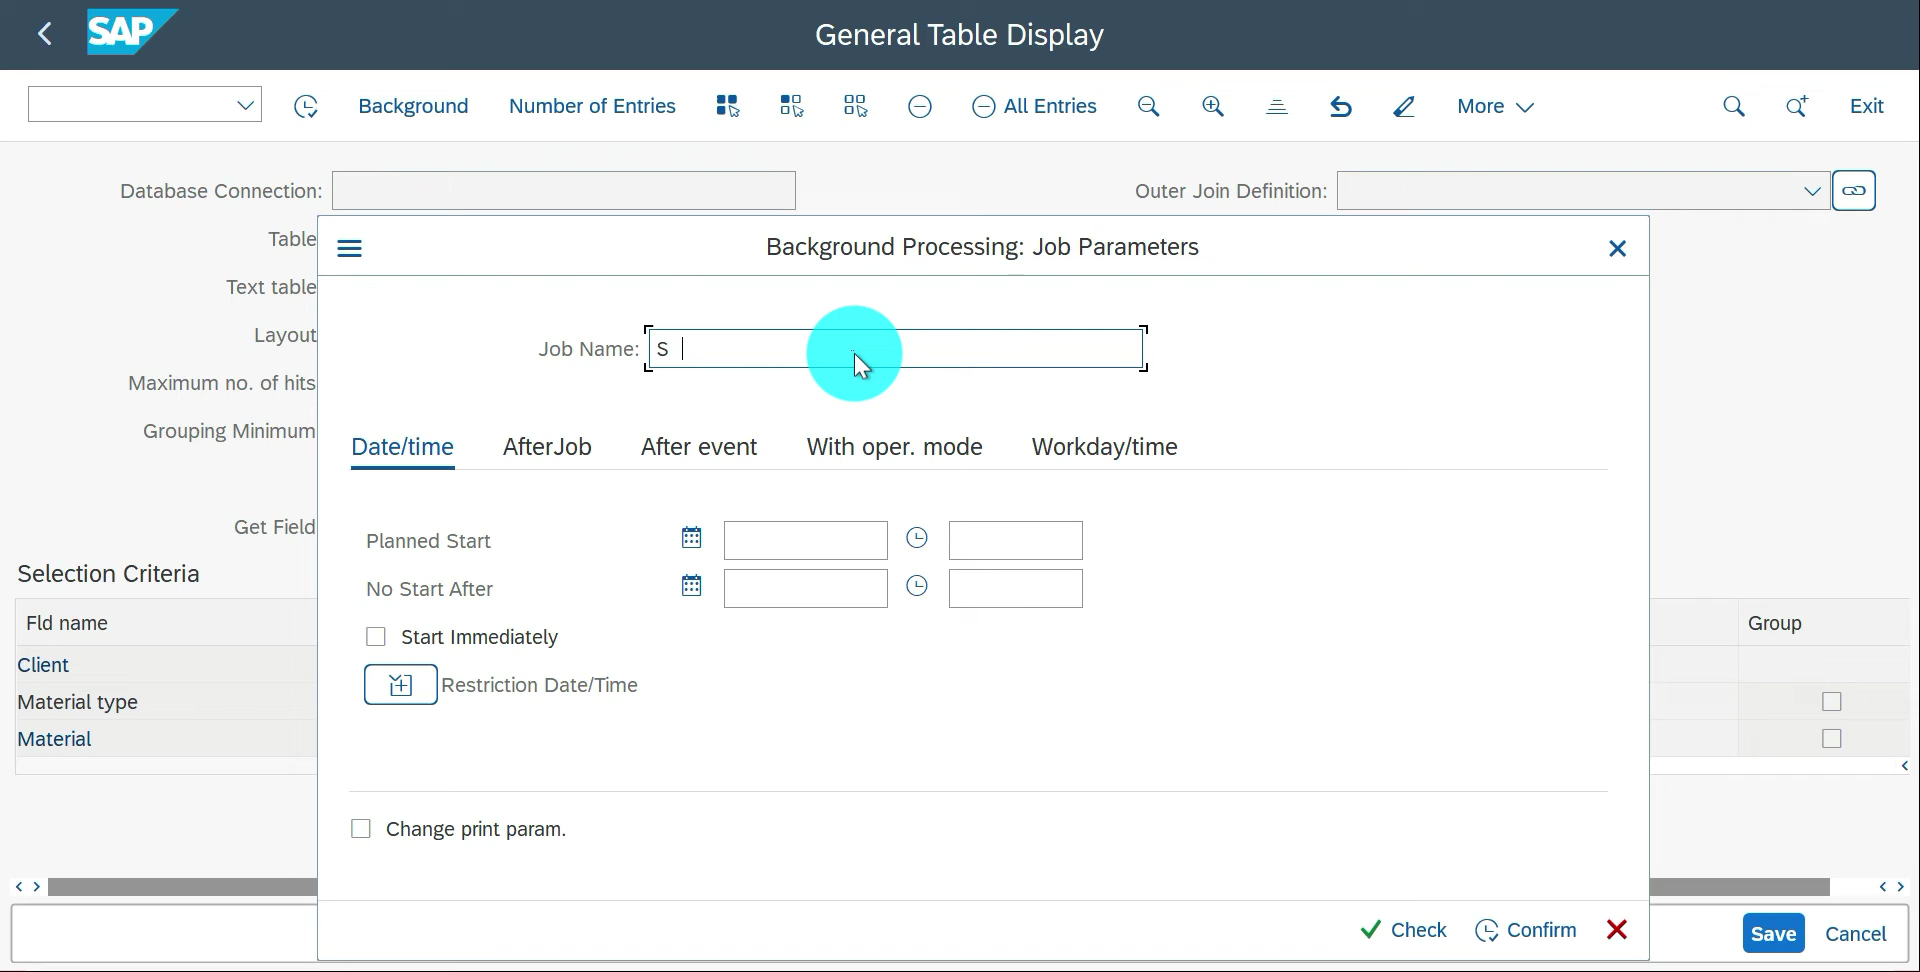 SAP
General Table Display
Background Number of Entries All Entries More Exit
Database Connection: Outer Join Definition:
Table
Background Processing: Job Parameters
Text table
Layout
Job Name: S
Maximum no. of hits
Grouping Minimum
Date/time AfterJob After event With oper. mode Workday/time
Get Field
Planned Start
Selection Criteria
No Start After
Fld name Group
Start Immediately
Client
Restriction Date/Time
Material type
Material
Change print param.
Check Confirm
Save Cancel